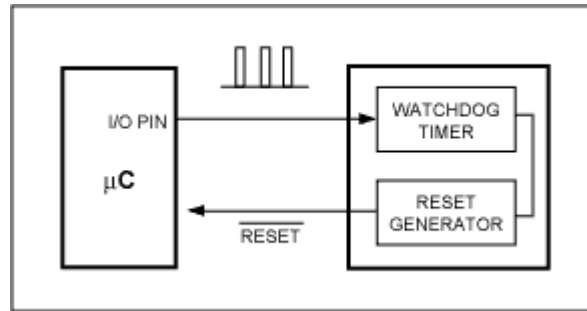 I/O PIN
μC
WATCHDOG
TIMER
RESET
GENERATOR
RESET